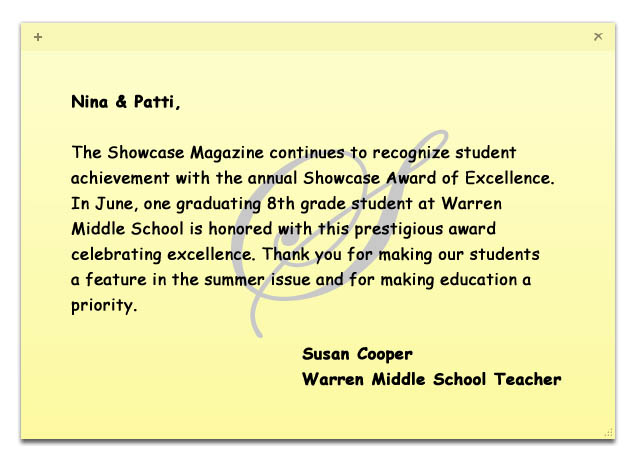 Nina & Patti,
The Showcase Magazine continues to recognize student
achievement with the annual Showcase Award of Excellence.
In June, one graduating 8th grade student at Warren
Middle School is honored with this prestigious award
celebrating excellence. Thank you for making our students
a feature in the summer issue and for making education a
priority.
Susan Cooper
Warren Middle School Teacher